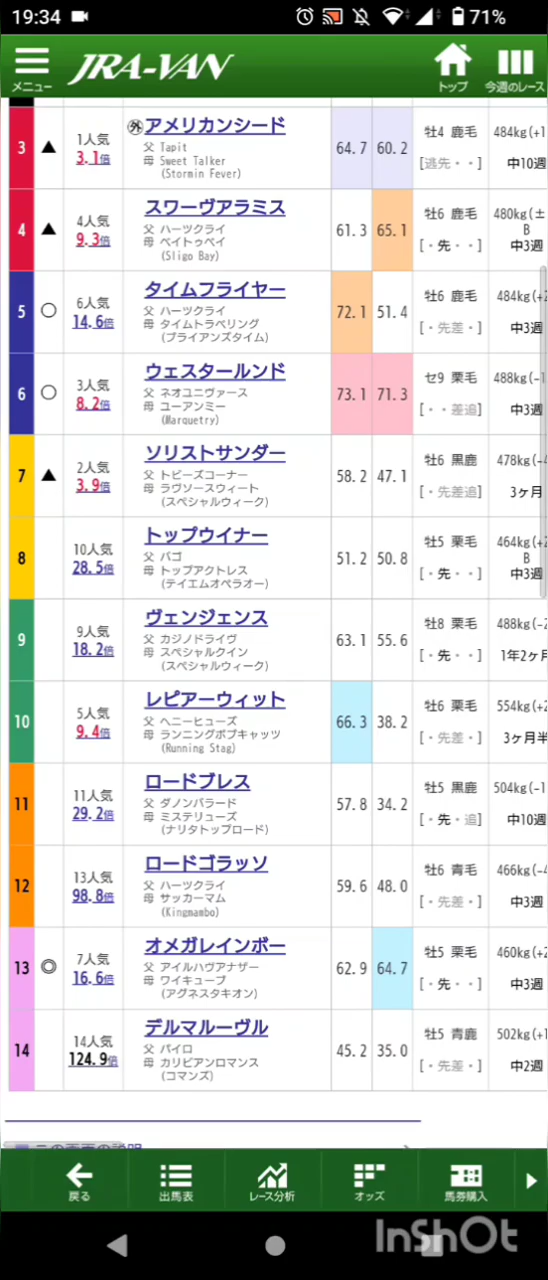 19:34 71%
メニュー JRA-VAN トップ 今週のレース
3 ▲ 1人気 3.1倍 外 アメリカンシード 64.7 60.2 牡4 鹿毛 484kg(+1
父 Tapit
母 Sweet Talker
(Stormin Fever) [逃先・・] 中10週
4 ▲ 4人気 9.3倍 スワーヴアラミス 61.3 65.1 牡6 鹿毛 480kg(±
父 ハーツクライ B
母 ベイトゥベイ
(Sligo Bay) [・先・・] 中3週
5 ○ 6人気 14.6倍 タイムフライヤー 72.1 51.4 牡6 鹿毛 484kg(+2
父 ハーツクライ
母 タイムトラベリング
(ブライアンズタイム) [・先差・] 中3週
6 ○ 3人気 8.2倍 ウェスタールンド 73.1 71.3 セ9 栗毛 488kg(-1
父 ネオユニヴァース
母 ユーアンミー
(Marquetry) [・・差追] 中3週
7 ▲ 2人気 3.9倍 ソリストサンダー 58.2 47.1 牡6 黒鹿 478kg(-4
父 トビーズコーナー
母 ラヴソースウィート
(スペシャルウィーク) [・先差追] 3ヶ月
8 10人気 28.5倍 トップウイナー 51.2 50.8 牡5 栗毛 464kg(+2
父 バゴ B
母 トップアクトレス
(テイエムオペラオー) [・先・・] 中3週
9 9人気 18.2倍 ヴェンジェンス 63.1 55.6 牡8 栗毛 488kg(-2
父 カジノドライヴ
母 スペシャルクイン
(スペシャルウィーク) [・先・・] 1年2ヶ月
10 5人気 9.4倍 レピアーウィット 66.3 38.2 牡6 栗毛 554kg(+2
父 ヘニーヒューズ
母 ランニングボブキャッツ
(Running Stag) [・先差・] 3ヶ月半
11 11人気 29.2倍 ロードブレス 57.8 34.2 牡5 黒鹿 504kg(-1
父 ダノンバラード
母 ミステリューズ
(ナリタトップロード) [・先・追] 中10週
12 13人気 98.8倍 ロードゴラッソ 59.6 48.0 牡6 青毛 466kg(-4
父 ハーツクライ
母 サッカーマム
(Kingmambo) [・先差・] 中3週
13 ◎ 7人気 16.6倍 オメガレインボー 62.9 64.7 牡5 栗毛 460kg(+2
父 アイルハヴアナザー
母 ワイキューブ
(アグネスタキオン) [・先・・] 中3週
14 14人気 124.9倍 デルマルーヴル 45.2 35.0 牡5 青鹿 502kg(+1
父 パイロ
母 カリビアンロマンス
(コマンズ) [・先差・] 中2週
この画面の説明
戻る 出馬表 レース分析 オッズ 馬券購入
InShOt